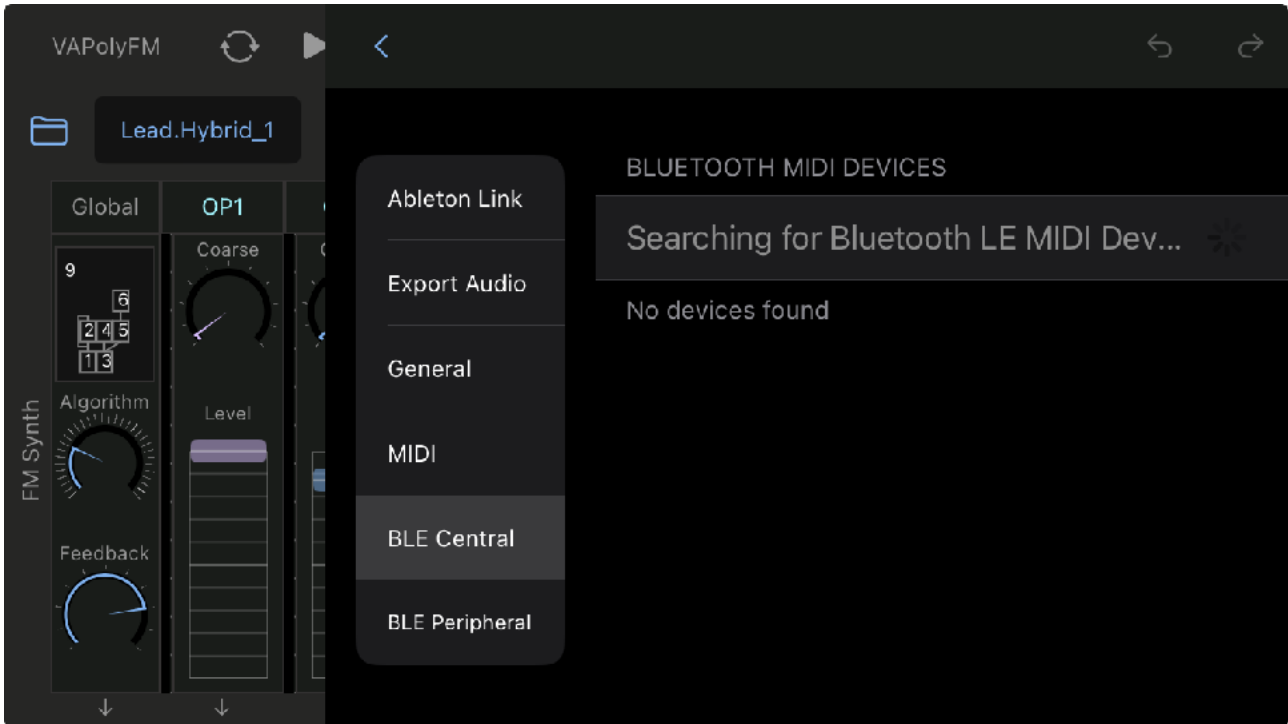 VAPolyFM
Lead.Hybrid_1
Global
OP1
9
6
2 4 5
1 3
Algorithm
Feedback
FM Synth
Coarse
Level
Ableton Link
Export Audio
General
MIDI
BLE Central
BLE Peripheral
BLUETOOTH MIDI DEVICES
Searching for Bluetooth LE MIDI Dev...
No devices found